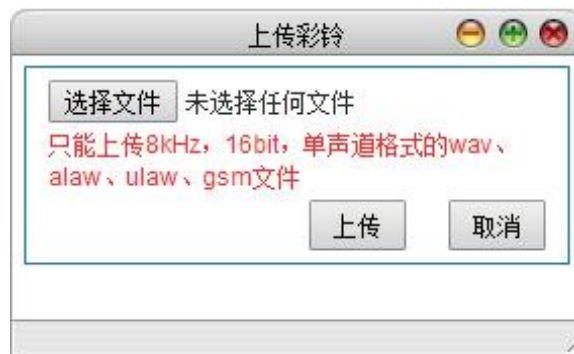 上传彩铃
选择文件 未选择任何文件
只能上传8kHz，16bit，单声道格式的wav、
alaw、ulaw、gsm文件
上传 取消